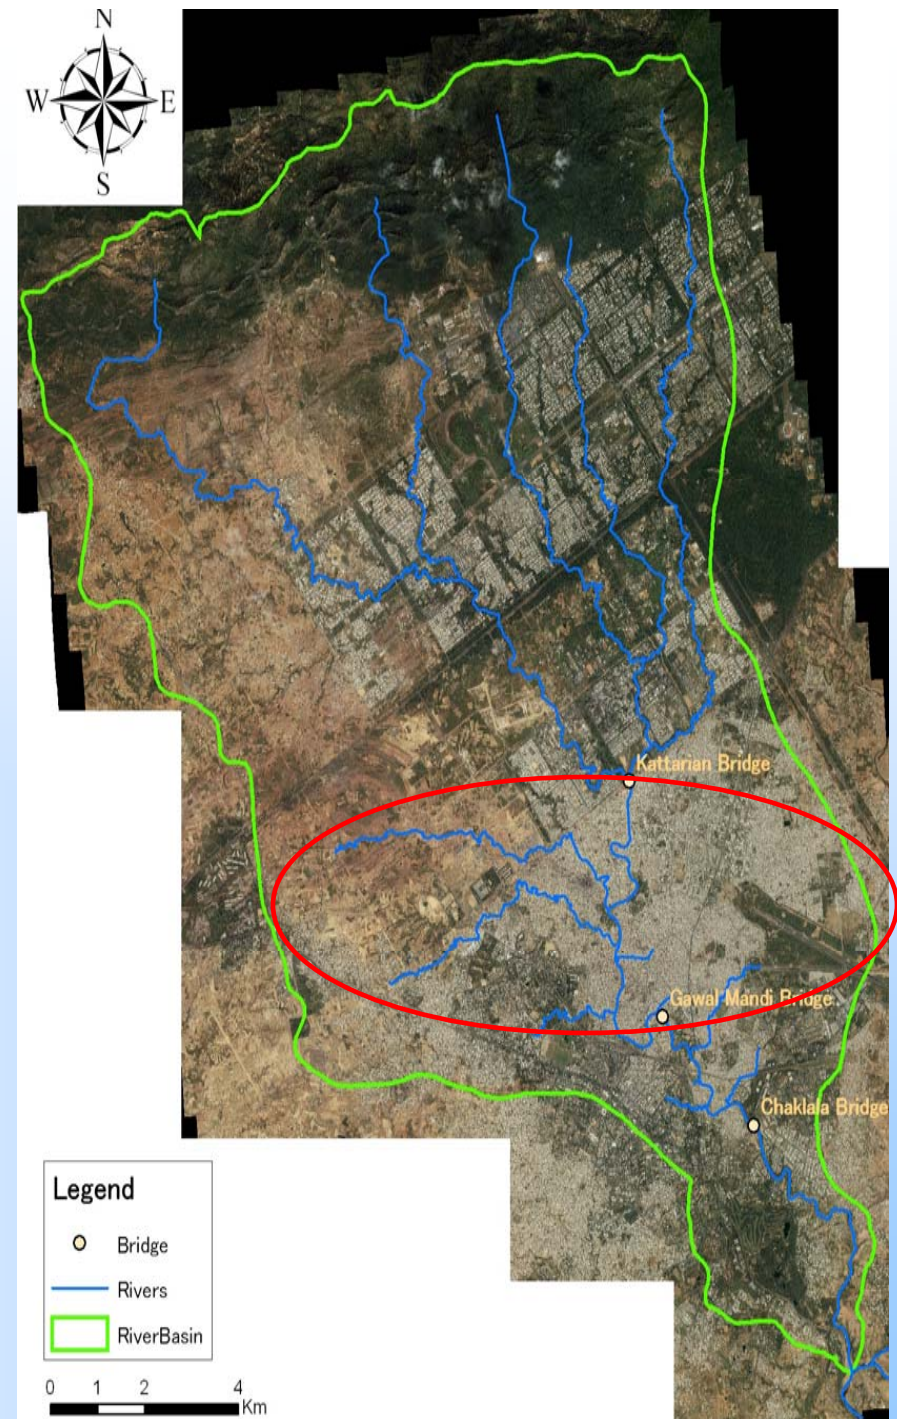 N
W E
S
Kattarian Bridge
Gawal Mandi Bridge
Chaklala Bridge
Legend
Bridge
Rivers
RiverBasin
0 1 2 4
Km